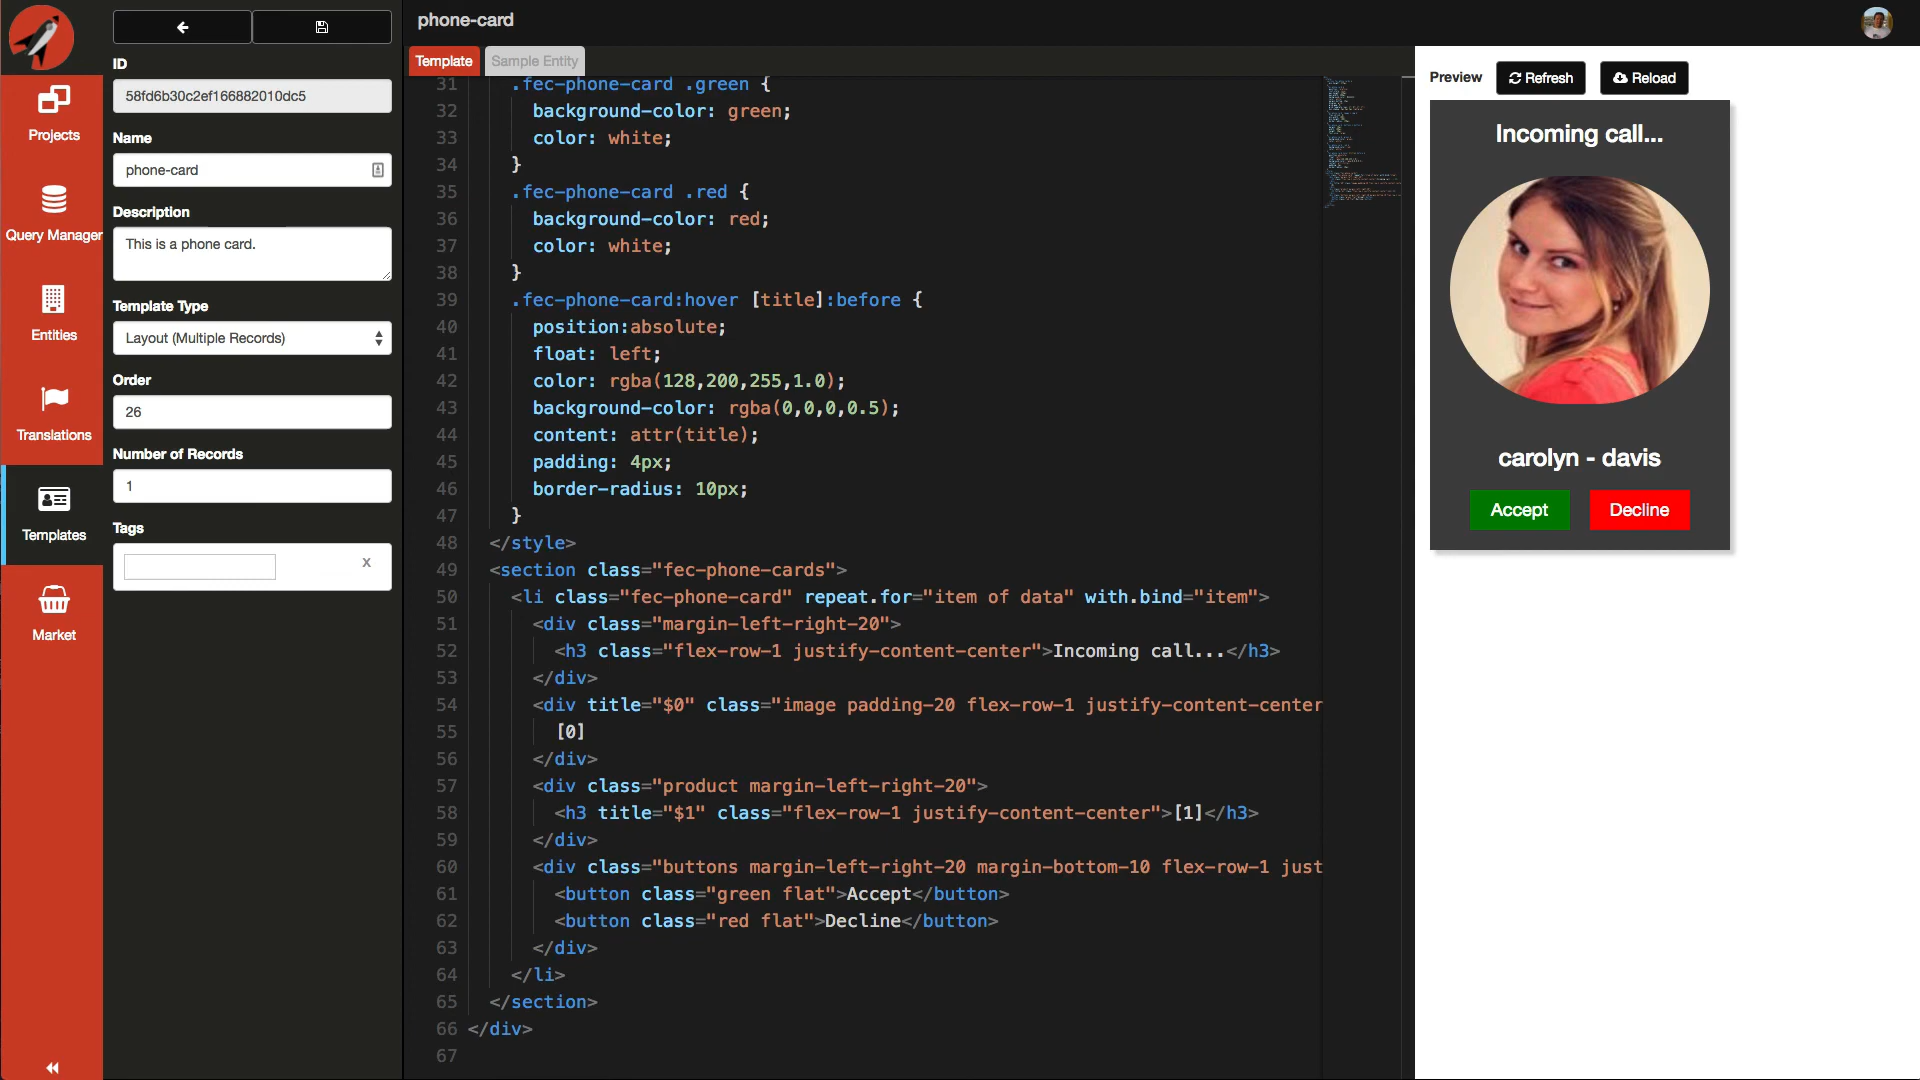 phone-card
ID
58fd6b30c2ef166882010dc5
Name
phone-card
Description
This is a phone card.
Template Type
Layout (Multiple Records)
Order
26
Number of Records
1
Tags
x
Projects
Query Manager
Entities
Translations
Templates
Market
Template
Sample Entity
31 .fec-phone-card .green {
32 background-color: green;
33 color: white;
34 }
35 .fec-phone-card .red {
36 background-color: red;
37 color: white;
38 }
39 .fec-phone-card:hover [title]:before {
40 position:absolute;
41 float: left;
42 color: rgba(128,200,255,1.0);
43 background-color: rgba(0,0,0,0.5);
44 content: attr(title);
45 padding: 4px;
46 border-radius: 10px;
47 }
48 </style>
49 <section class="fec-phone-cards">
50 <li class="fec-phone-card" repeat.for="item of data" with.bind="item">
51 <div class="margin-left-right-20">
52 <h3 class="flex-row-1 justify-content-center">Incoming call...</h3>
53 </div>
54 <div title="$0" class="image padding-20 flex-row-1 justify-content-center
55 [0]
56 </div>
57 <div class="product margin-left-right-20">
58 <h3 title="$1" class="flex-row-1 justify-content-center">[1]</h3>
59 </div>
60 <div class="buttons margin-left-right-20 margin-bottom-10 flex-row-1 just
61 <button class="green flat">Accept</button>
62 <button class="red flat">Decline</button>
63 </div>
64 </li>
65 </section>
66 </div>
67
Preview
Refresh
Reload
Incoming call...
carolyn - davis
Accept
Decline